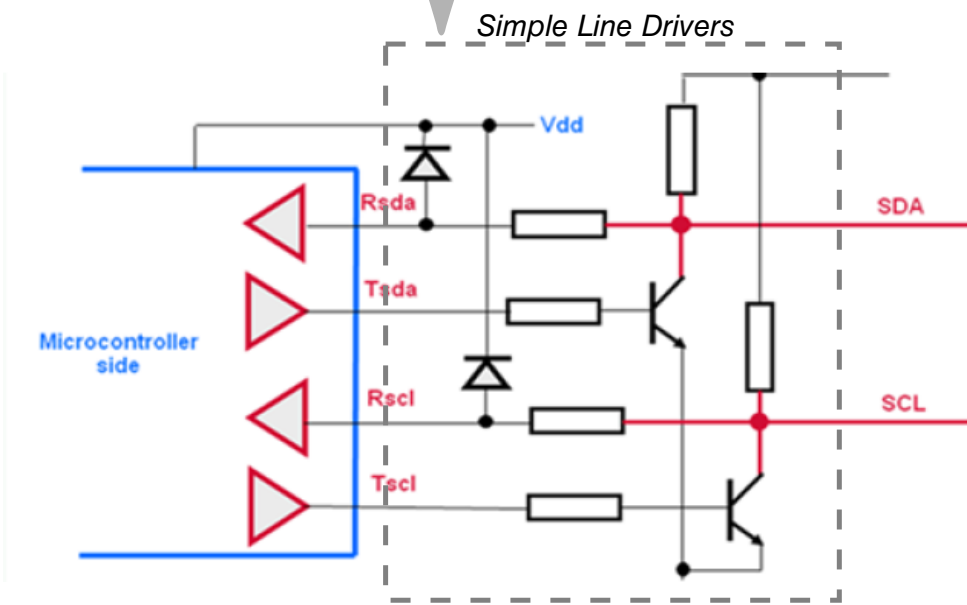 Simple Line Drivers
Vdd
Rsda
SDA
Tsda
Microcontroller
side
Rscl
SCL
Tscl